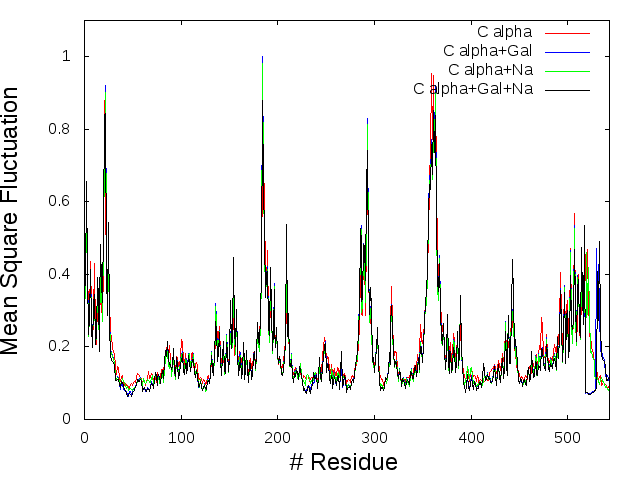 1
0.8
0.6
0.4
0.2
0
0 100 200 300 400 500
Mean Square Fluctuation
# Residue
C alpha
C alpha+Gal
C alpha+Na
C alpha+Gal+Na